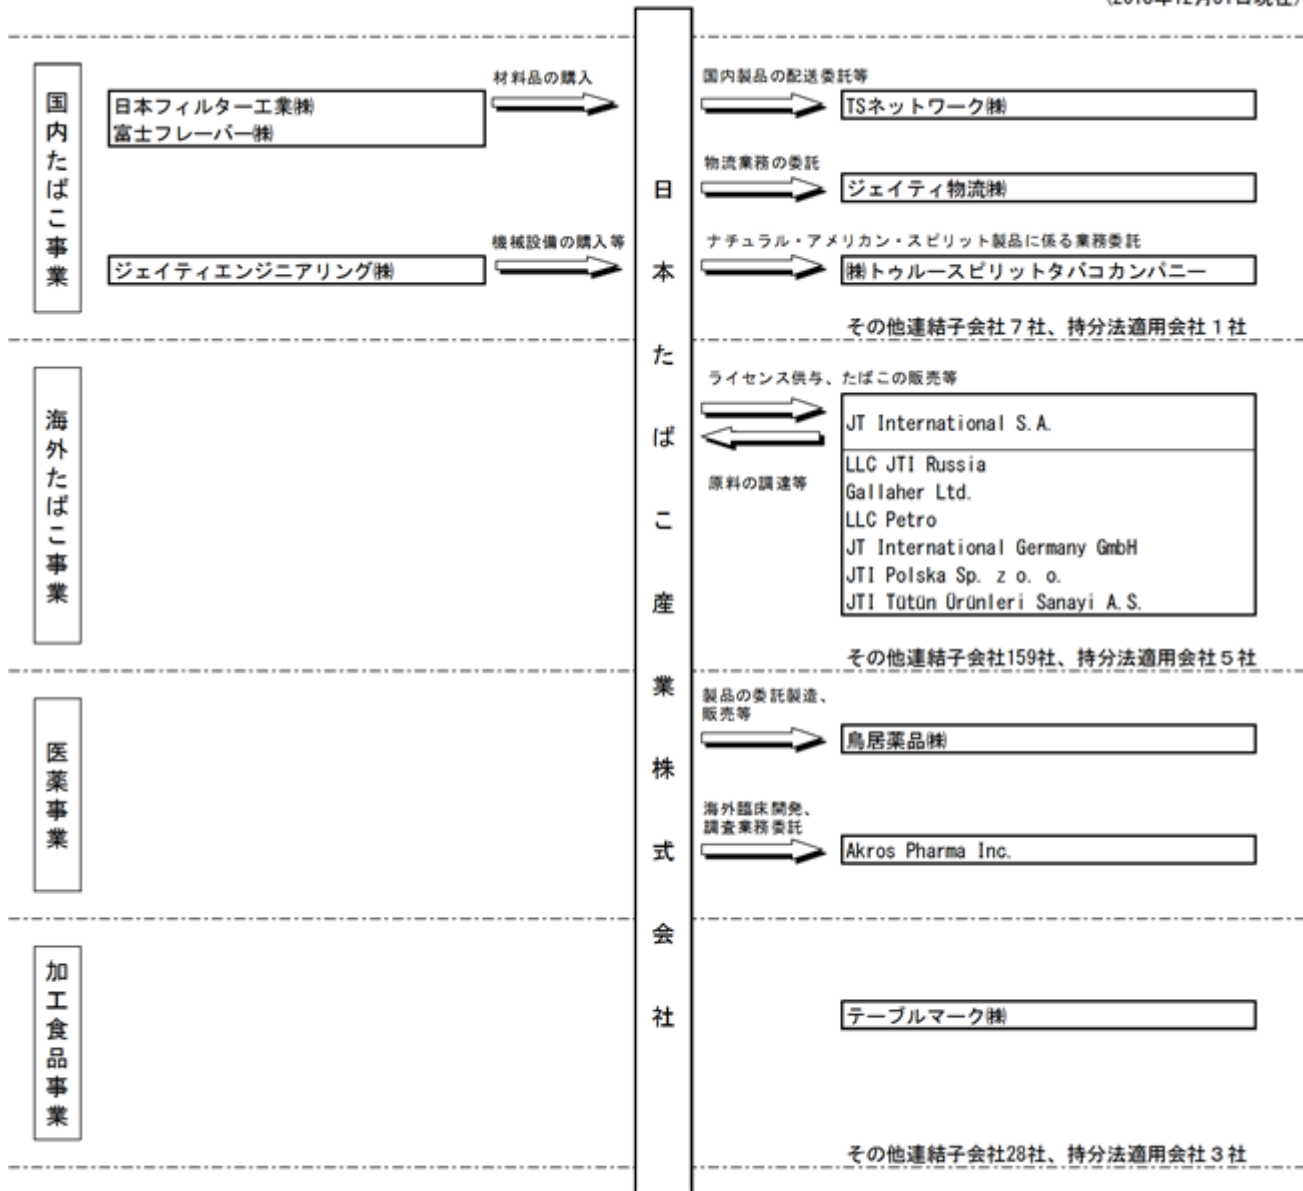 国内たばこ事業
材料品の購入
日本フィルター工業㈱
富士フレーバー㈱
機械設備の購入等
ジェイティエンジニアリング㈱
日本たばこ産業株式会社
国内製品の配送委託等
TSネットワーク㈱
物流業務の委託
ジェイティ物流㈱
ナチュラル・アメリカン・スピリット製品に係る業務委託
㈱トゥルースピリットタバコカンパニー
その他連結子会社7社、持分法適用会社1社
海外たばこ事業
ライセンス供与、たばこの販売等
JT International S.A.
原料の調達等
LLC JTI Russia
Gallaher Ltd.
LLC Petro
JT International Germany GmbH
JTI Polska Sp. z o. o.
JTI Tütün Ürünleri Sanayi A.S.
その他連結子会社159社、持分法適用会社5社
医薬事業
製品の委託製造、
販売等
鳥居薬品㈱
海外臨床開発、
調査業務委託
Akros Pharma Inc.
加工食品事業
テーブルマーク㈱
その他連結子会社28社、持分法適用会社3社